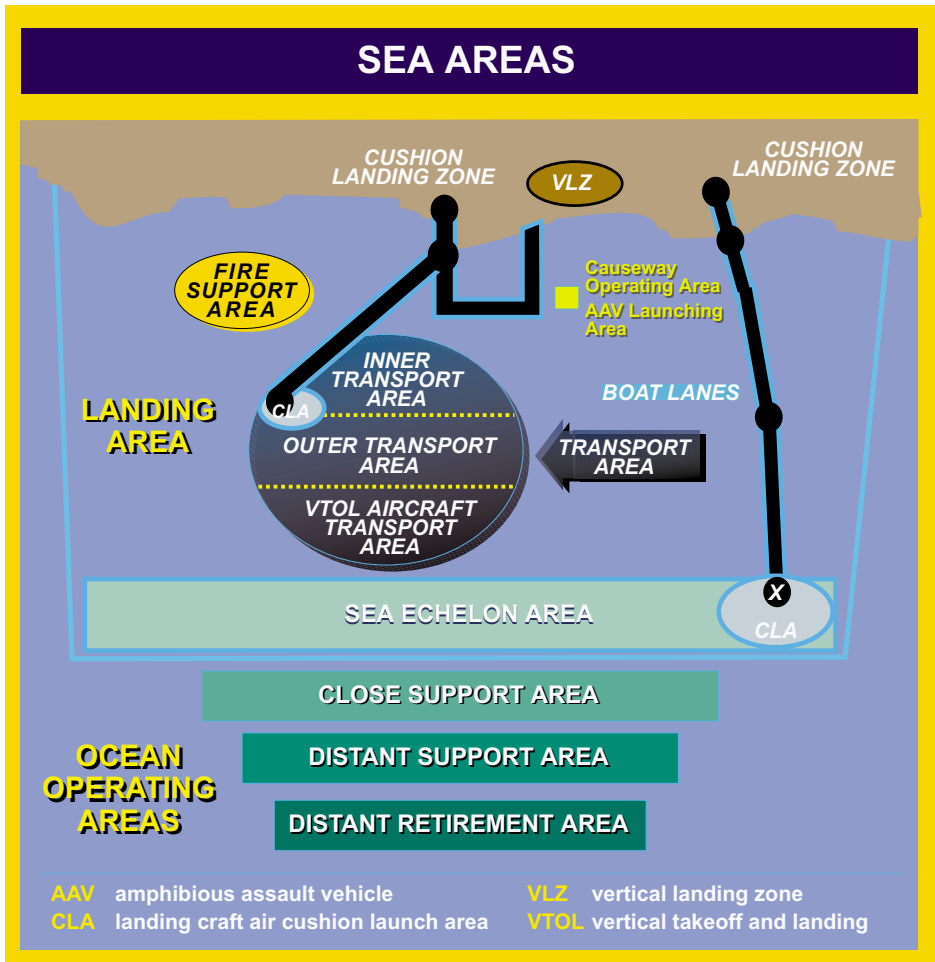 SEA AREAS
CUSHION
LANDING ZONE
VLZ
CUSHION
LANDING ZONE
FIRE
SUPPORT
AREA
Causeway
Operating Area
AAV Launching
Area
INNER
TRANSPORT
AREA
CLA
BOAT LANES
LANDING
AREA
OUTER TRANSPORT
AREA
TRANSPORT
AREA
VTOL AIRCRAFT
TRANSPORT
AREA
SEA ECHELON AREA
X
CLA
CLOSE SUPPORT AREA
OCEAN
OPERATING
AREAS
DISTANT SUPPORT AREA
DISTANT RETIREMENT AREA
AAV amphibious assault vehicle
CLA landing craft air cushion launch area
VLZ vertical landing zone
VTOL vertical takeoff and landing